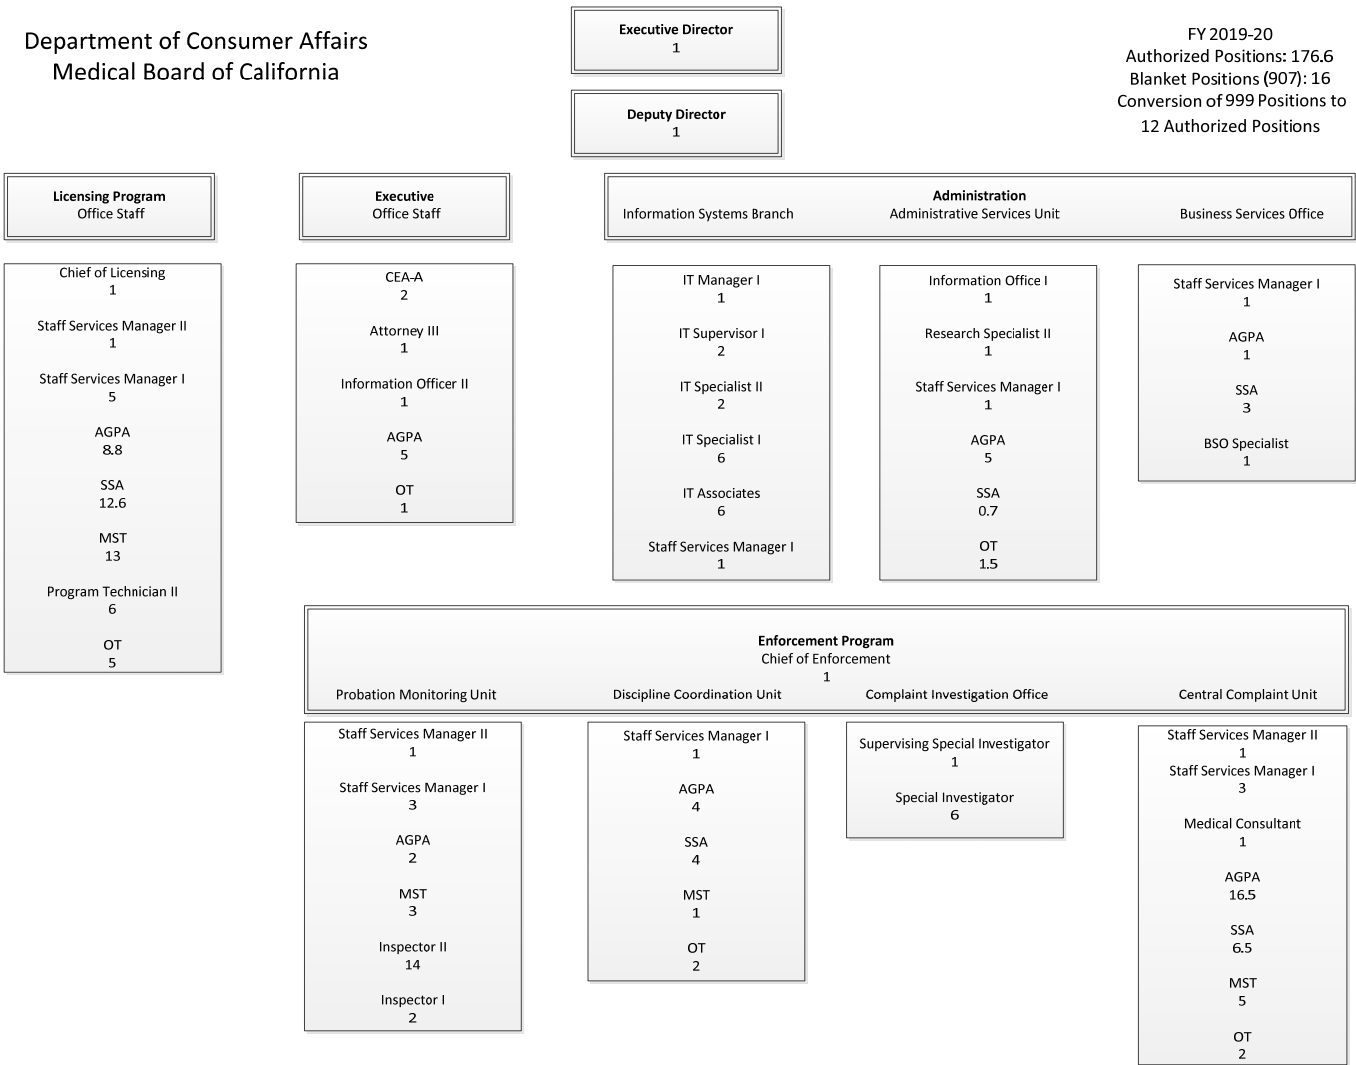 Department of Consumer Affairs
Medical Board of California
Executive Director
1
Deputy Director
1
FY 2019-20
Authorized Positions: 176.6
Blanket Positions (907): 16
Conversion of 999 Positions to
12 Authorized Positions
Licensing Program
Office Staff
Executive
Office Staff
Administration
Information Systems Branch
Administrative Services Unit
Business Services Office
Chief of Licensing
1
Staff Services Manager II
1
Staff Services Manager I
5
AGPA
8.8
SSA
12.6
MST
13
Program Technician II
6
OT
5
CEA-A
2
Attorney III
1
Information Officer II
1
AGPA
5
OT
1
IT Manager I
1
IT Supervisor I
2
IT Specialist II
2
IT Specialist I
6
IT Associates
6
Staff Services Manager I
1
Information Office I
1
Research Specialist II
1
Staff Services Manager I
1
AGPA
5
SSA
0.7
OT
1.5
Staff Services Manager I
1
AGPA
1
SSA
3
BSO Specialist
1
Enforcement Program
Chief of Enforcement
1
Probation Monitoring Unit
Discipline Coordination Unit
Complaint Investigation Office
Central Complaint Unit
Staff Services Manager II
1
Staff Services Manager I
3
AGPA
2
MST
3
Inspector II
14
Inspector I
2
Staff Services Manager I
1
AGPA
4
SSA
4
MST
1
OT
2
Supervising Special Investigator
1
Special Investigator
6
Staff Services Manager II
1
Staff Services Manager I
3
Medical Consultant
1
AGPA
16.5
SSA
6.5
MST
5
OT
2